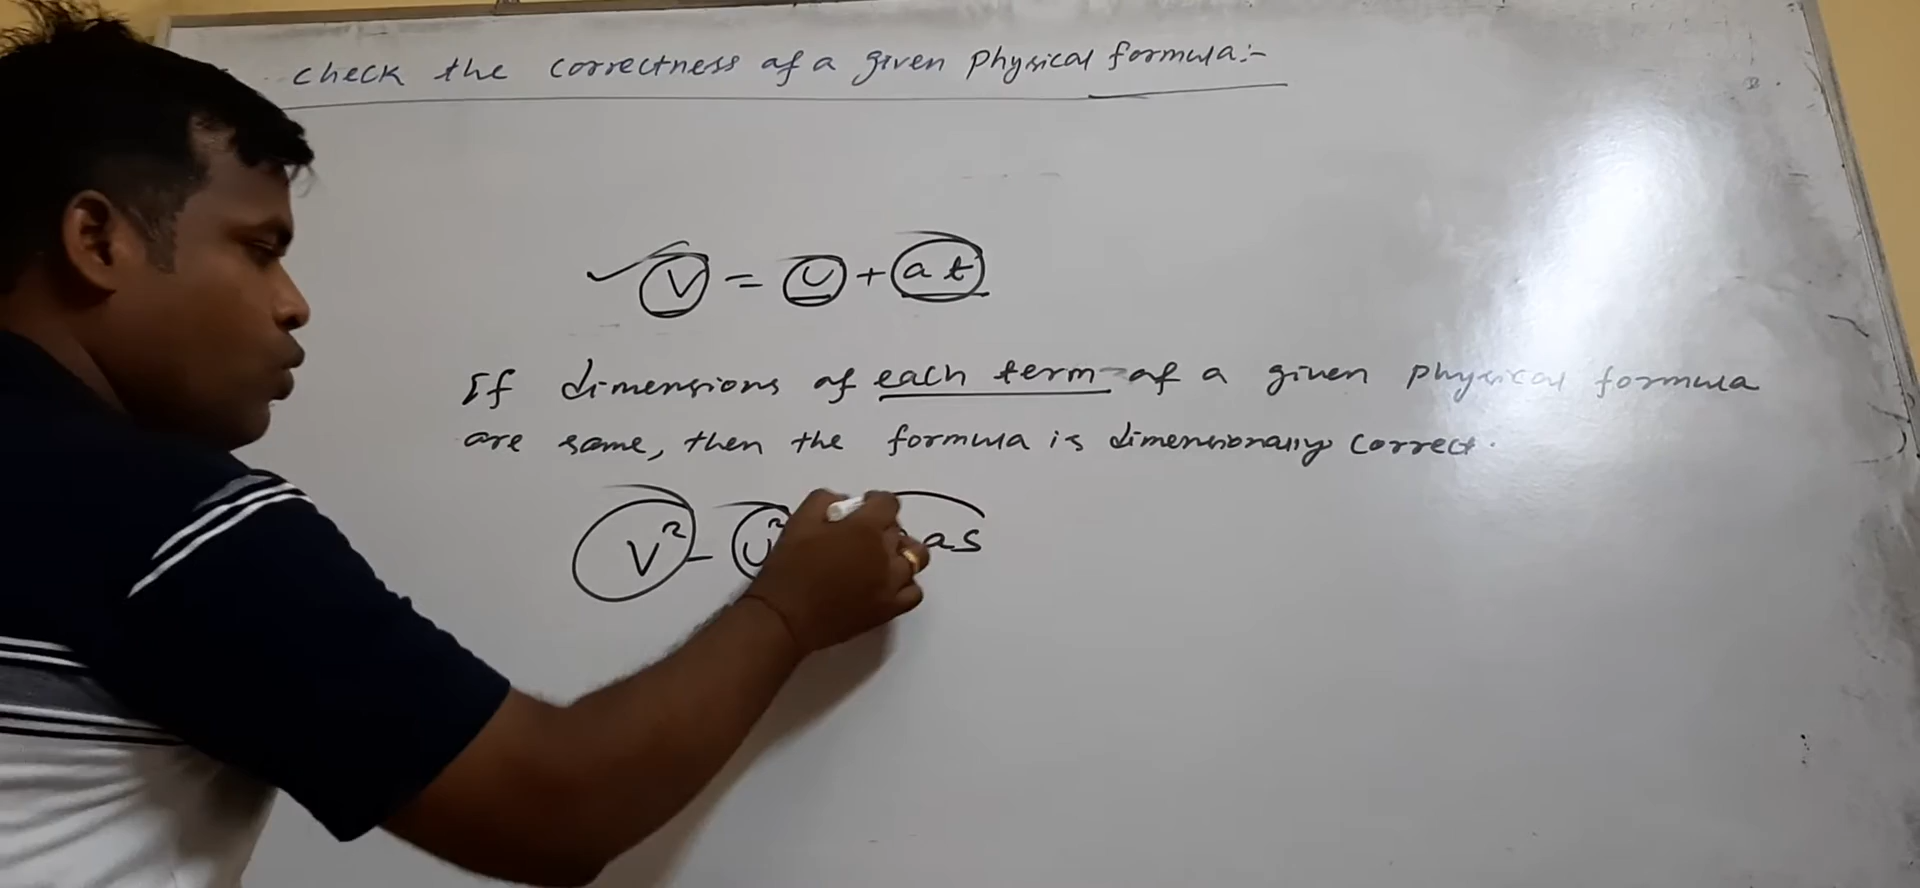 check the correctness of a given physical formula:-
V = U + at
If dimensions of each term of a given physical formula
are same, then the formula is dimensionally correct.
V² - U² as